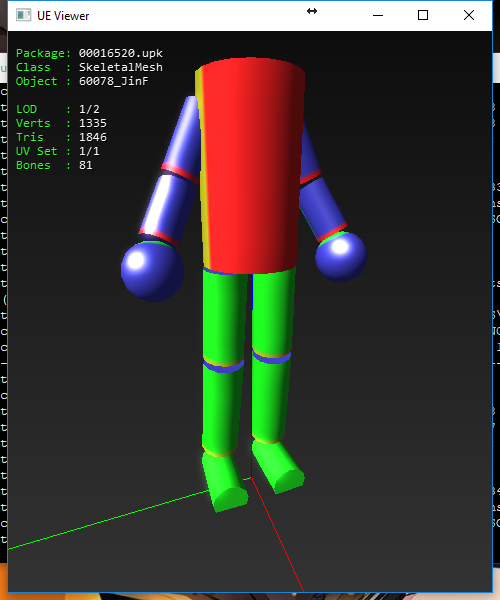 UE Viewer
Package: 00016520.upk
Class  : SkeletalMesh
Object : 60078_JinF
LOD    : 1/2
Verts  : 1335
Tris   : 1846
UV Set : 1/1
Bones  : 81